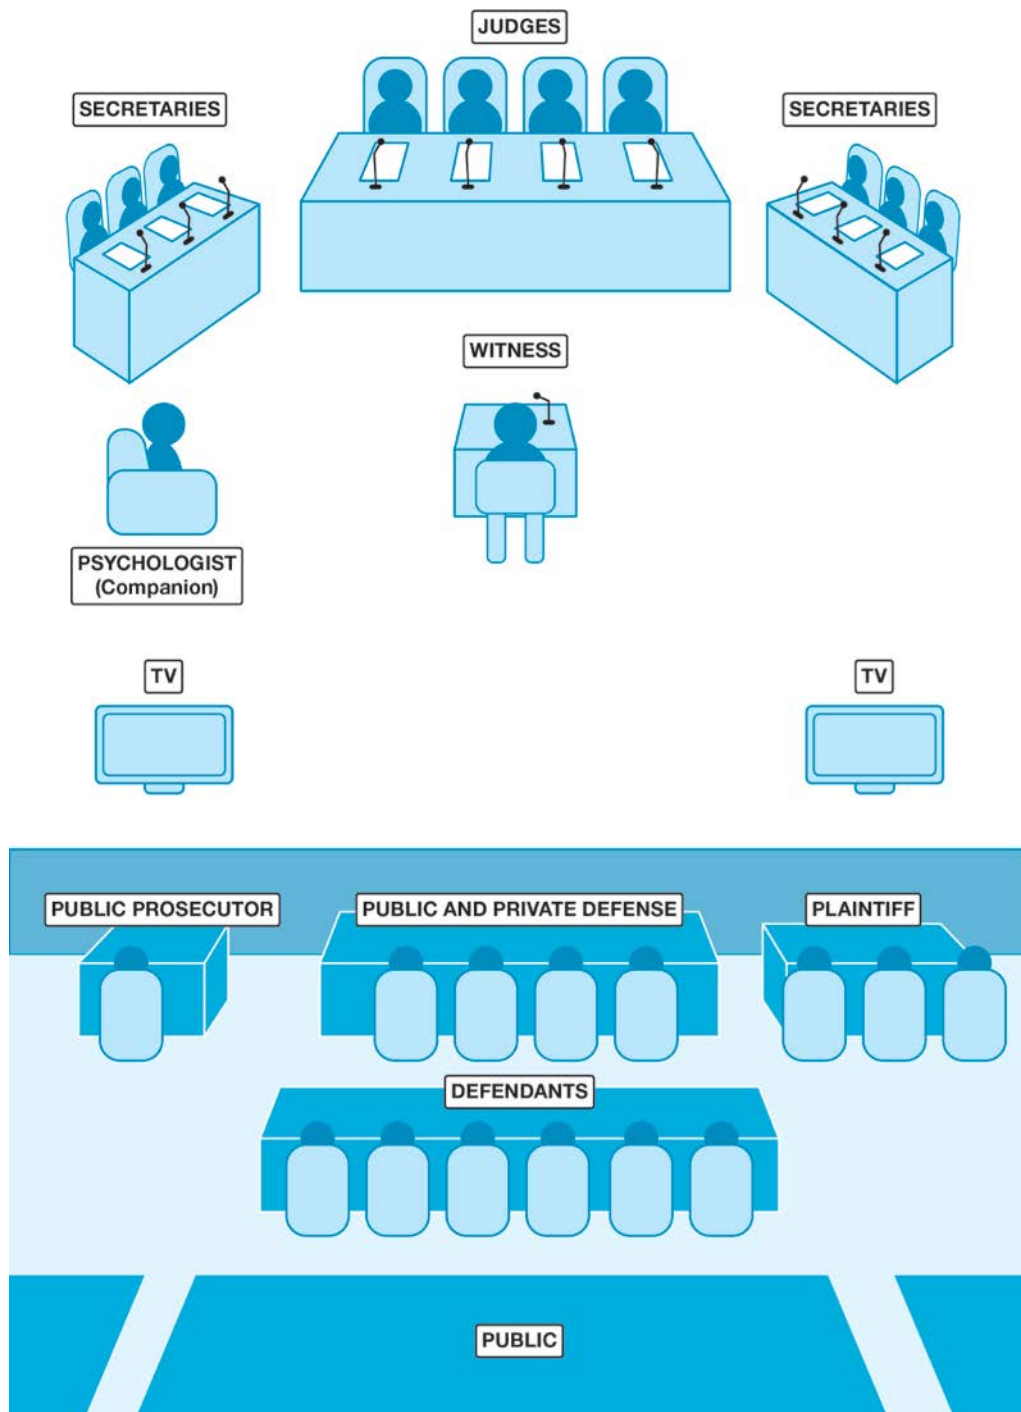 JUDGES
SECRETARIES
SECRETARIES
WITNESS
PSYCHOLOGIST
(Companion)
TV
TV
PUBLIC PROSECUTOR
PUBLIC AND PRIVATE DEFENSE
PLAINTIFF
DEFENDANTS
PUBLIC